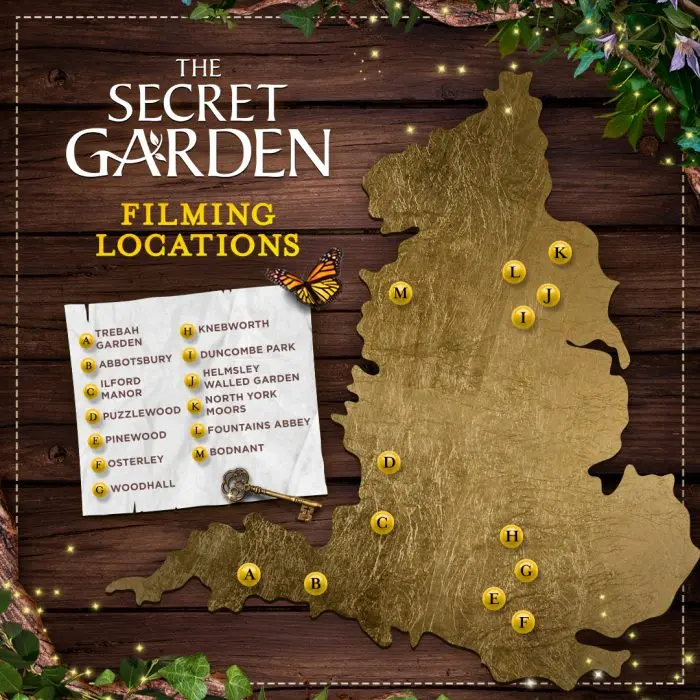 THE
SECRET
GARDEN
FILMING
LOCATIONS
A TREBAH
GARDEN
B ABBOTSBURY
C ILFORD
MANOR
D PUZZLEWOOD
E PINEWOOD
F OSTERLEY
G WOODHALL
H KNEBWORTH
I DUNCOMBE PARK
J HELMSLEY
WALLED GARDEN
K NORTH YORK
MOORS
L FOUNTAINS ABBEY
M BODNANT
K
L
J
M
I
D
C
H
G
A
B
E
F